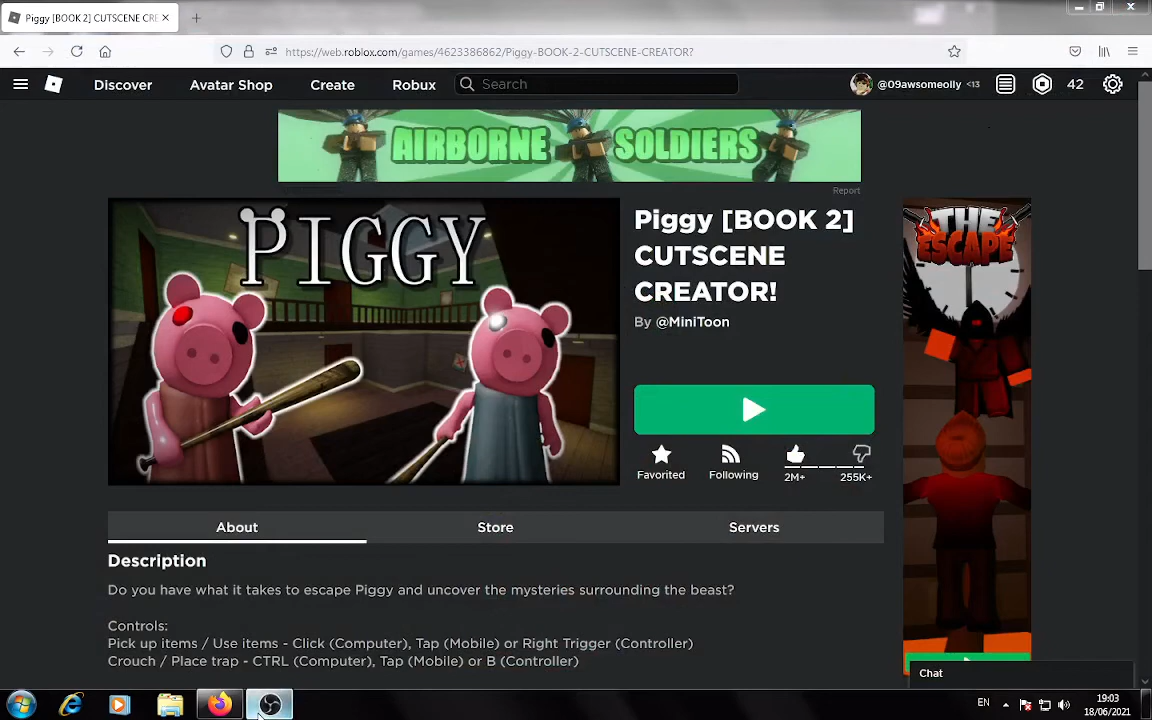 Piggy [BOOK 2] CUTSCENE CRE
https://web.roblox.com/games/4623386862/Piggy-BOOK-2-CUTSCENE-CREATOR?
Discover
Avatar Shop
Create
Robux
Search
@09awsomeolly <13
42
AIRBORNE SOLDIERS
Report
PIGGY
Piggy [BOOK 2]
CUTSCENE
CREATOR!
By @MiniToon
THE
ESCAPE
Favorited
Following
2M+
255K+
About
Store
Servers
Description
Do you have what it takes to escape Piggy and uncover the mysteries surrounding the beast?
Controls:
Pick up items / Use items - Click (Computer), Tap (Mobile) or Right Trigger (Controller)
Crouch / Place trap - CTRL (Computer), Tap (Mobile) or B (Controller)
Chat
EN
19:03
18/06/2021